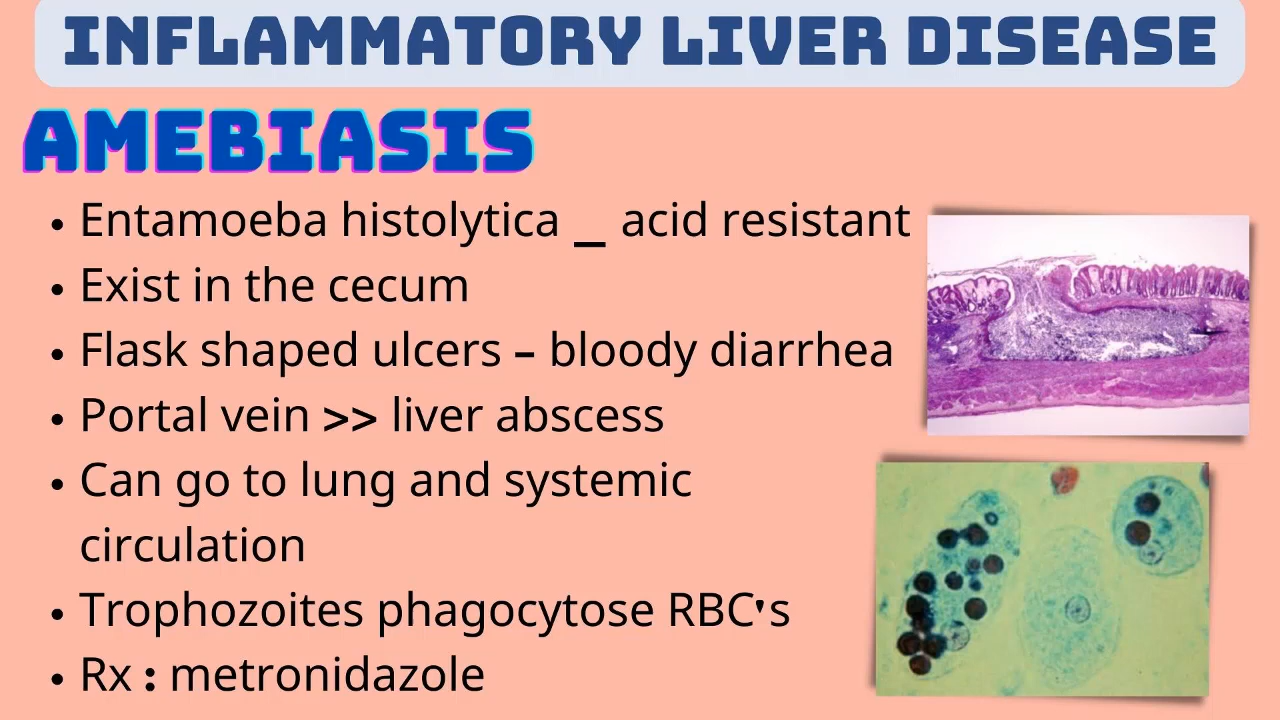 INFLAMMATORY LIVER DISEASE
AMEBIASIS
• Entamoeba histolytica _ acid resistant
• Exist in the cecum
• Flask shaped ulcers – bloody diarrhea
• Portal vein >> liver abscess
• Can go to lung and systemic
circulation
• Trophozoites phagocytose RBC's
• Rx : metronidazole